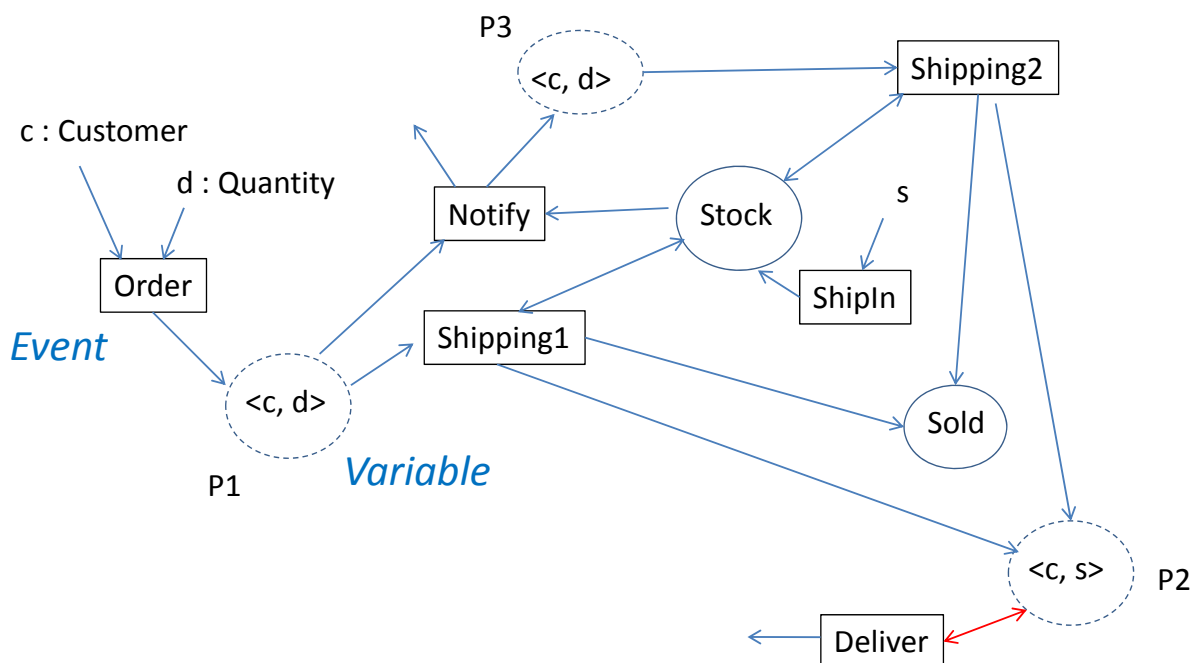 P3
<c, d>
Shipping2
c : Customer
d : Quantity
Notify
Stock
s
Order
ShipIn
Event
Shipping1
<c, d>
Sold
Variable
P1
<c, s>
P2
Deliver